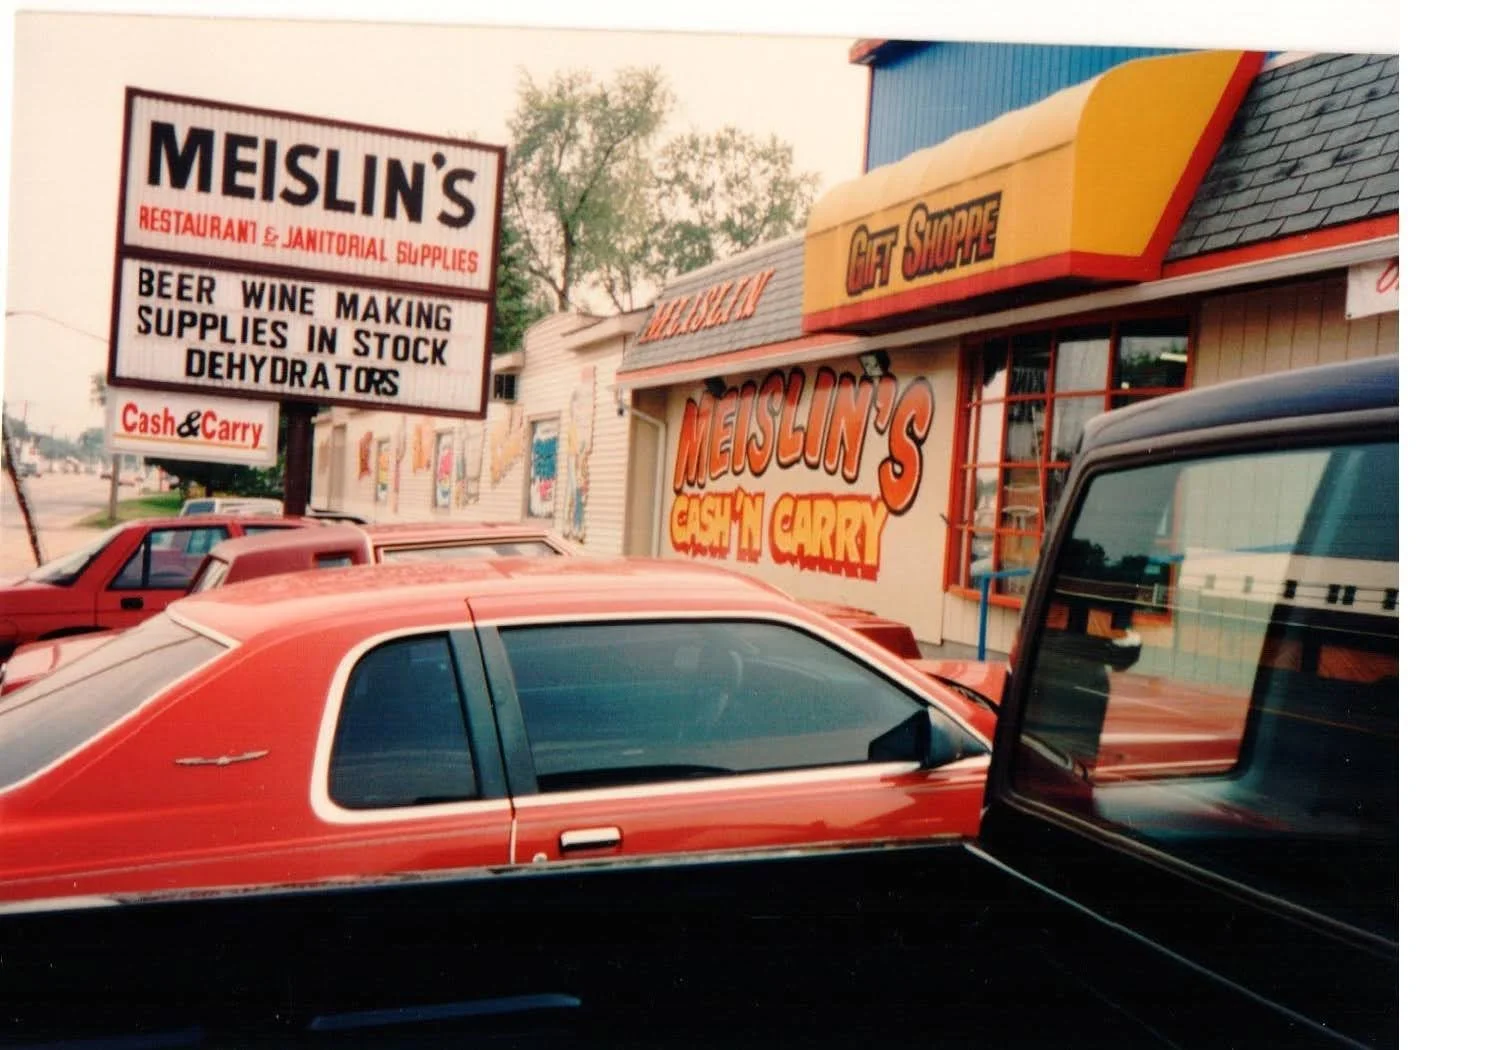 MEISLIN'S
RESTAURANT & JANITORIAL SUPPLIES
BEER WINE MAKING
SUPPLIES IN STOCK
DEHYDRATORS
Cash&Carry
GIFT SHOPPE
MEISLIN
MEISLIN'S
CASH 'N CARRY